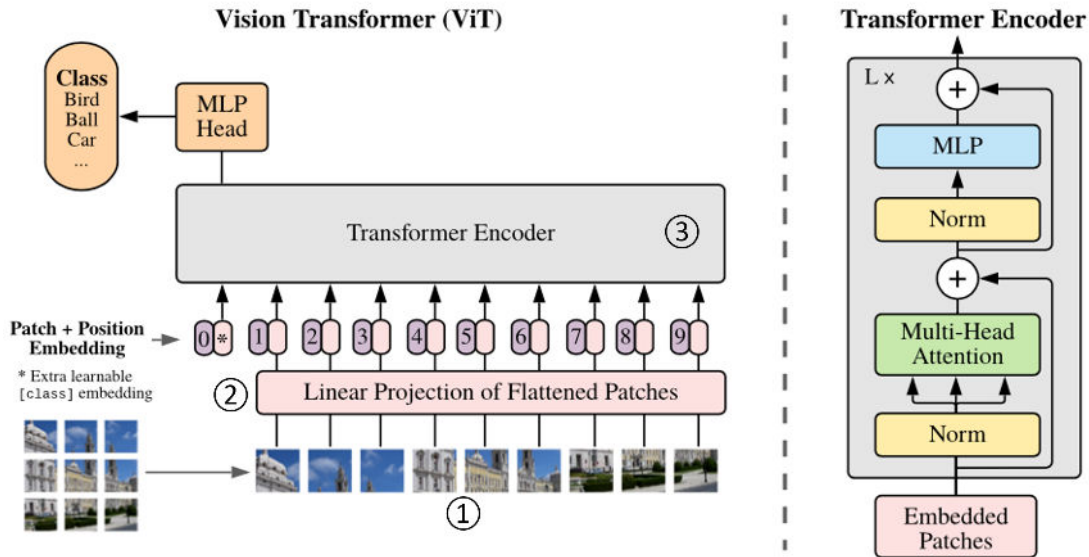 Vision Transformer (ViT)
Class
Bird
Ball
Car
...
MLP
Head
Transformer Encoder
③
Patch + Position
Embedding
0 * 1 2 3 4 5 6 7 8 9
* Extra learnable
[class] embedding
②
Linear Projection of Flattened Patches
①
Transformer Encoder
L ×
+
MLP
Norm
+
Multi-Head
Attention
Norm
Embedded
Patches